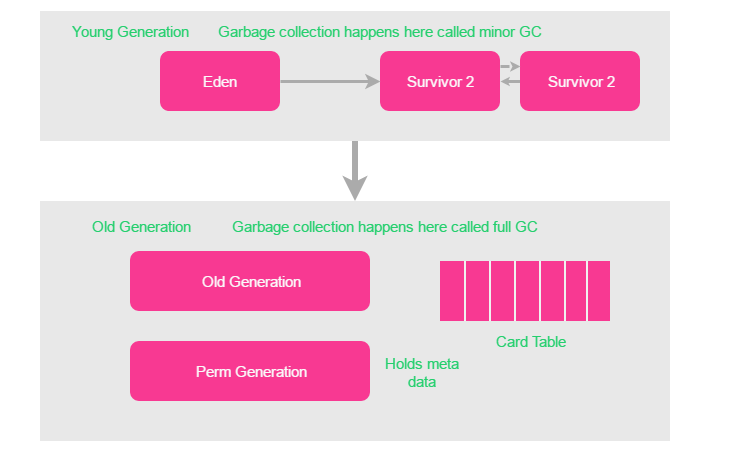 Young Generation
Garbage collection happens here called minor GC
Eden
Survivor 2
Survivor 2
Old Generation
Garbage collection happens here called full GC
Old Generation
Card Table
Perm Generation
Holds meta
data